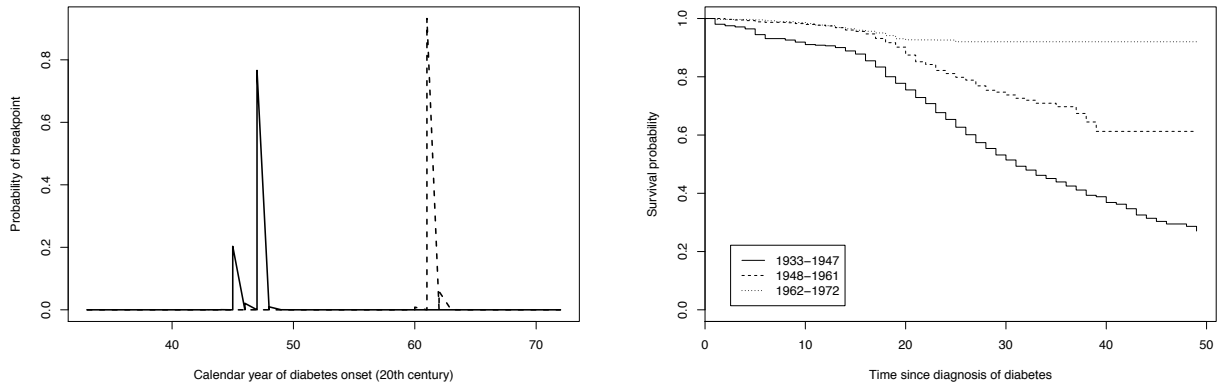 Probability of breakpoint
0.0 0.2 0.4 0.6 0.8
40 50 60 70
Calendar year of diabetes onset (20th century)
Survival probability
0.0 0.2 0.4 0.6 0.8 1.0
1933−1947
1948−1961
1962−1972
0 10 20 30 40 50
Time since diagnosis of diabetes